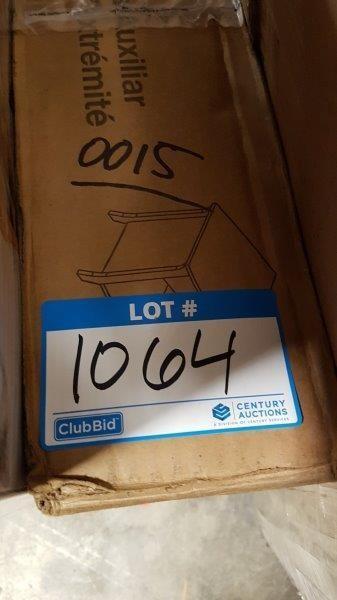 uxiliar
trémité
0015
LOT #
1064
ClubBid
CENTURY
AUCTIONS
A DIVISION OF CENTURY SERVICES